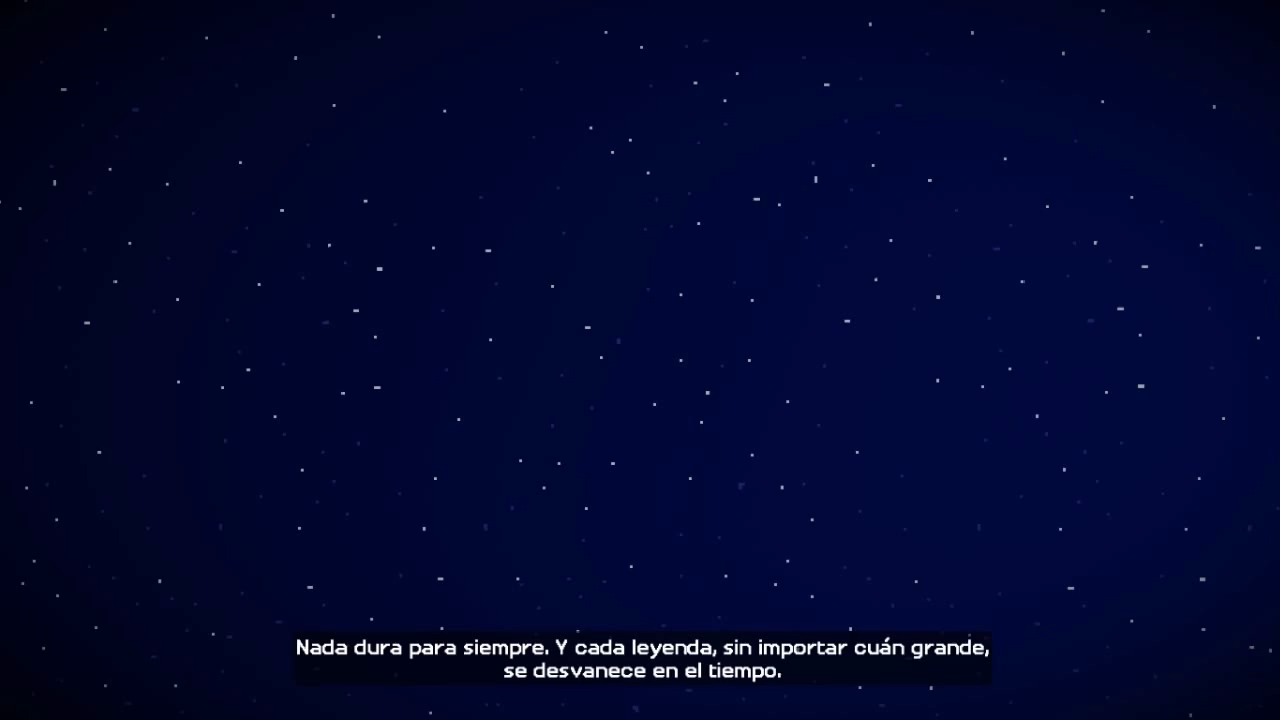 Nada dura para siempre. Y cada leyenda, sin importar cuán grande,
se desvanece en el tiempo.